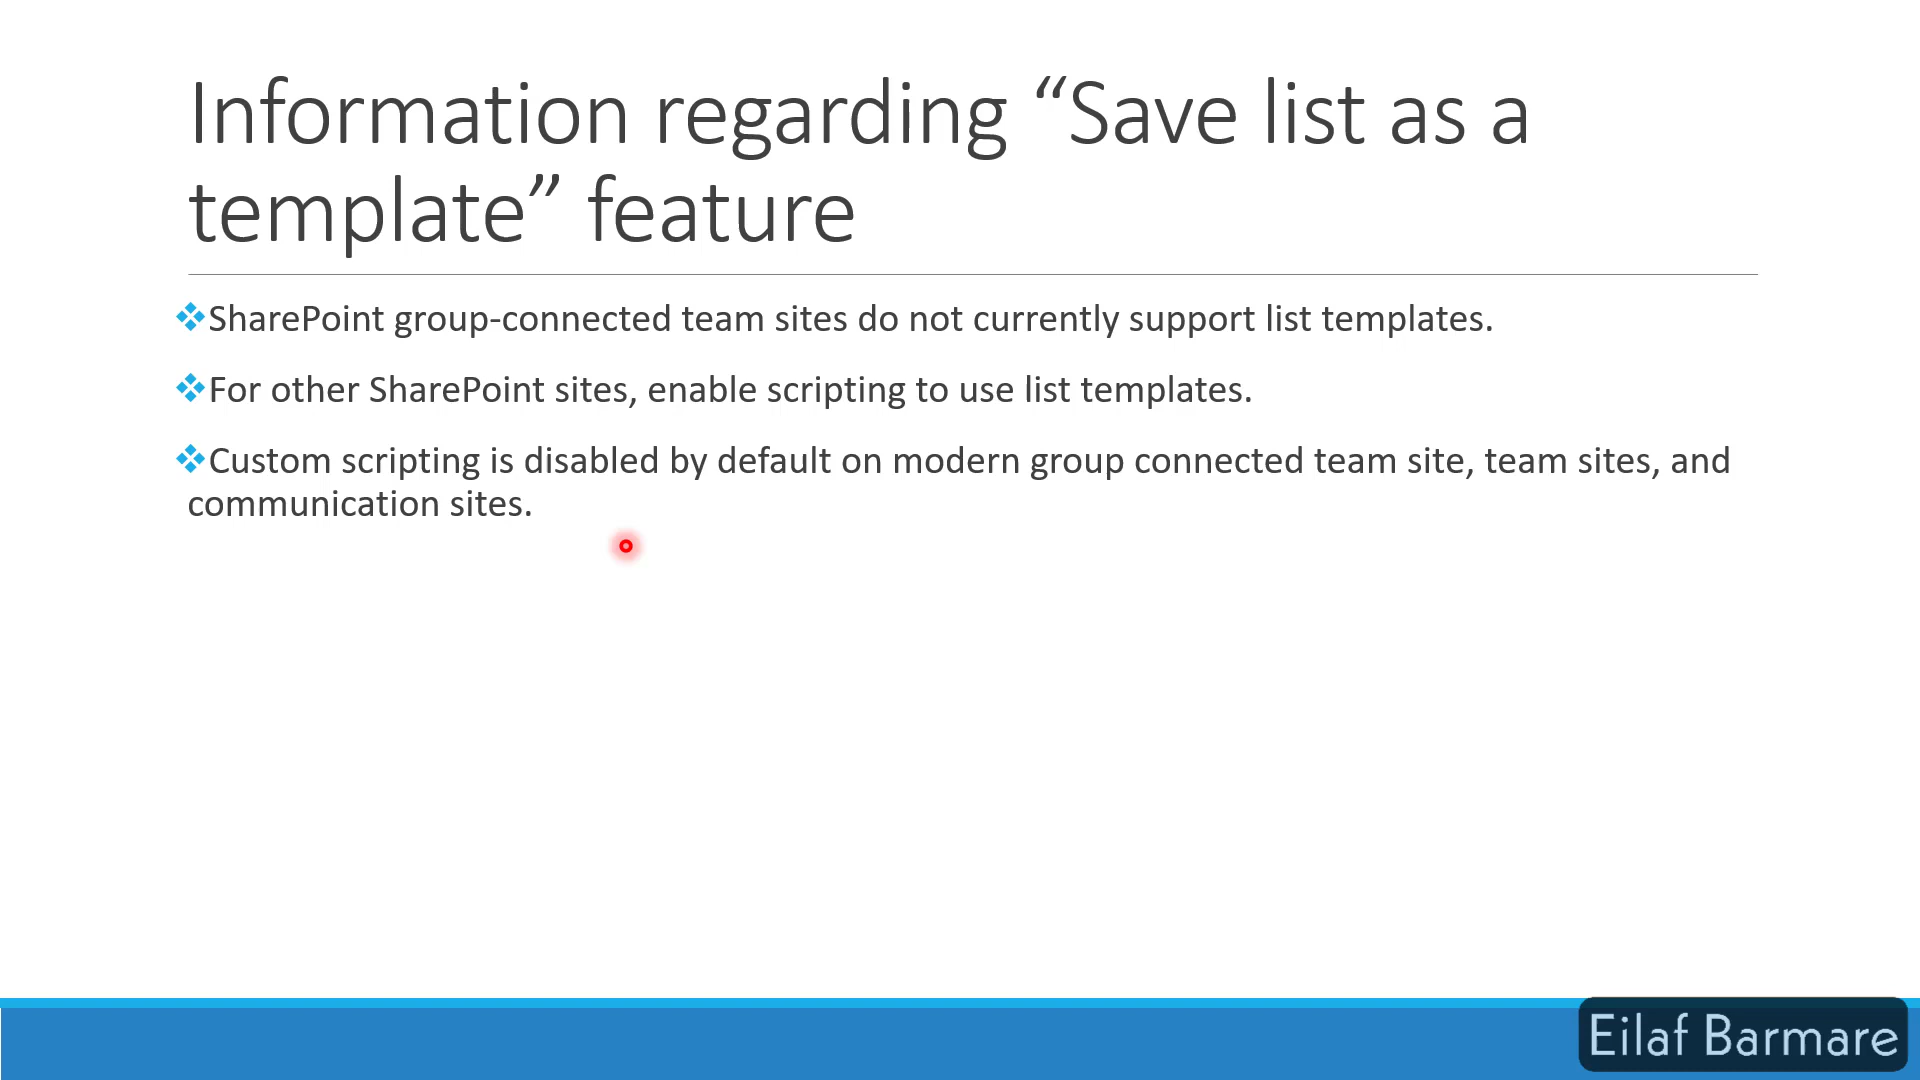 Information regarding “Save list as a
template” feature
SharePoint group-connected team sites do not currently support list templates.
For other SharePoint sites, enable scripting to use list templates.
Custom scripting is disabled by default on modern group connected team site, team sites, and
communication sites.
Eilaf Barmare